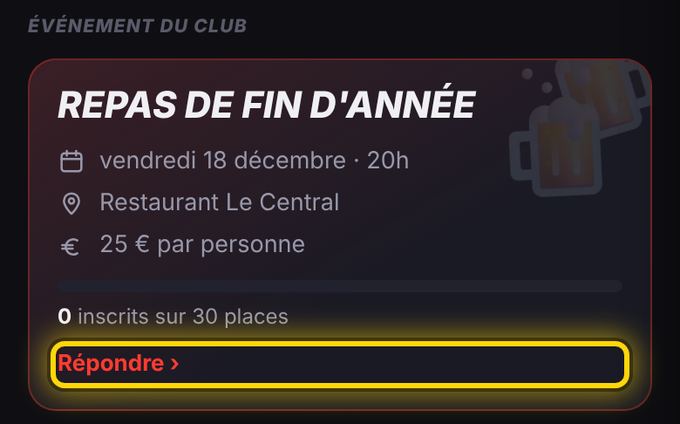 ÉVÉNEMENT DU CLUB
REPAS DE FIN D'ANNÉE
vendredi 18 décembre · 20h
Restaurant Le Central
€ 25 € par personne
0 inscrits sur 30 places
Répondre ›